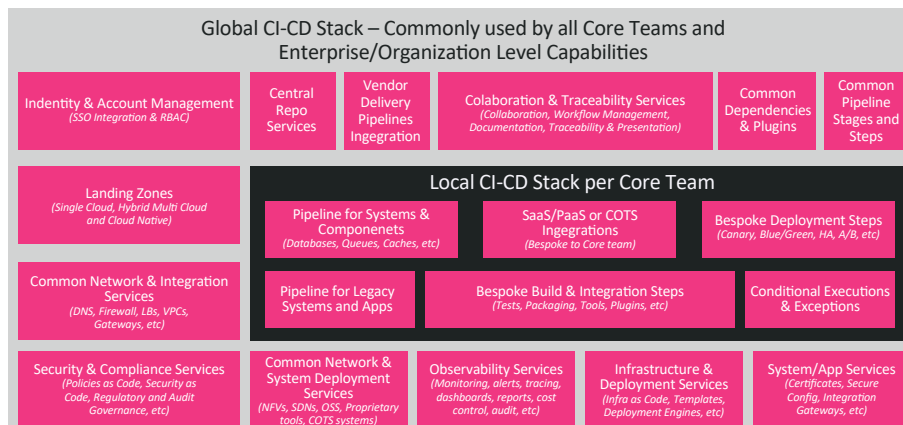 Global CI-CD Stack – Commonly used by all Core Teams and
Enterprise/Organization Level Capabilities
Indentity & Account Management
(SSO Integration & RBAC)
Central
Repo
Services
Vendor
Delivery
Pipelines
Ingegration
Colaboration & Traceability Services
(Collaboration, Workflow Management,
Documentation, Traceability & Presentation)
Common
Dependencies
& Plugins
Common
Pipeline
Stages and
Steps
Landing Zones
(Single Cloud, Hybrid Multi Cloud
and Cloud Native)
Local CI-CD Stack per Core Team
Pipeline for Systems &
Componenets
(Databases, Queues, Caches, etc)
SaaS/PaaS or COTS
Ingegrations
(Bespoke to Core team)
Bespoke Deployment Steps
(Canary, Blue/Green, HA, A/B, etc)
Common Network & Integration
Services
(DNS, Firewall, LBs, VPCs,
Gateways, etc)
Pipeline for Legacy
Systems and Apps
Bespoke Build & Integration Steps
(Tests, Packaging, Tools, Plugins, etc)
Conditional Executions
& Exceptions
Security & Compliance Services
(Policies as Code, Security as
Code, Regulatory and Audit
Governance, etc)
Common Network &
System Deployment
Services
(NFVs, SDNs, OSS, Proprietary
tools, COTS systems)
Observability Services
(Monitoring, alerts, tracing,
dashboards, reports, cost
control, audit, etc)
Infrastructure &
Deployment Services
(Infra as Code, Templates,
Deployment Engines, etc)
System/App Services
(Certificates, Secure
Config, Integration
Gateways, etc)